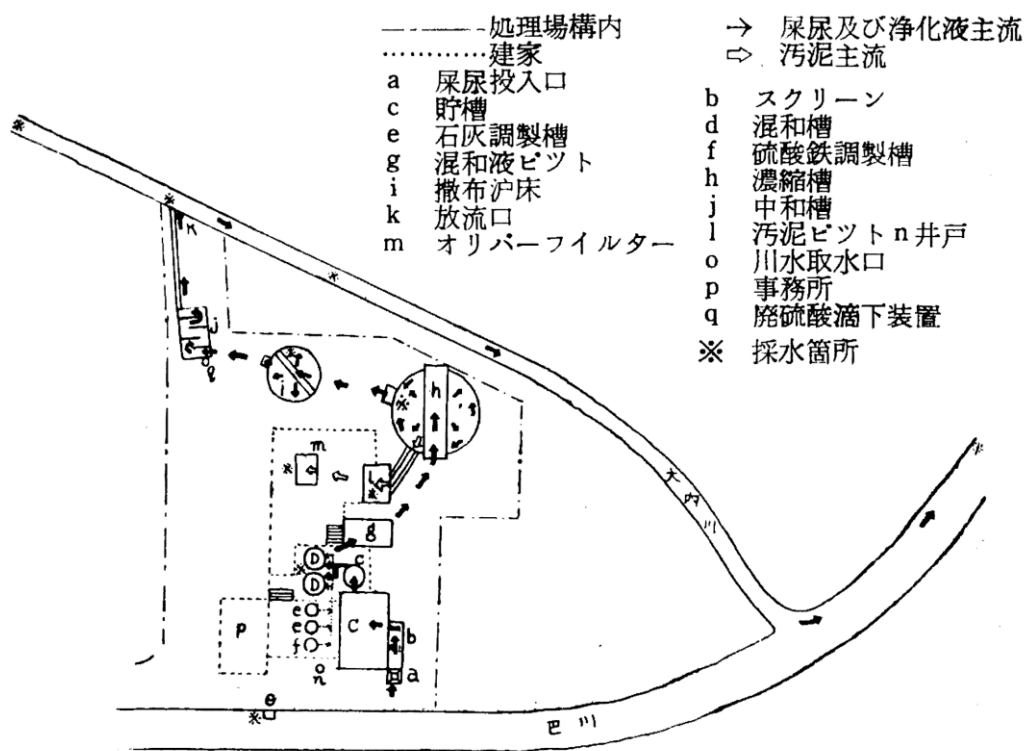 処理場構内
建家
→ 屎尿及び浄化液主流
⇨ 汚泥主流
a 屎尿投入口
b スクリーン
c 貯槽
d 混和槽
e 石灰調製槽
f 硫酸鉄調製槽
g 混和液ピツト
h 濃縮槽
i 撒布沪床
j 中和槽
k 放流口
l 汚泥ピツト n 井戸
m オリバーフイルター
o 川水取水口
p 事務所
q 廃硫酸滴下装置
※ 採水箇所
※
※
K
※
j
q
i
※
h
※
m
※
l
※
g
D
c
※
D
e
e
f
p
C
b
n
a
o
※
大内川
巴川
※